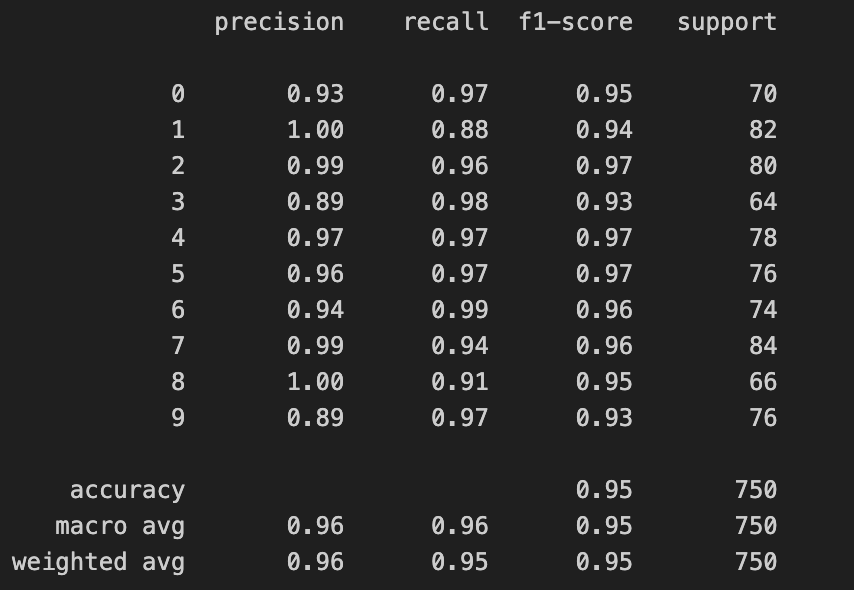 precision recall f1-score support
0 0.93 0.97 0.95 70
1 1.00 0.88 0.94 82
2 0.99 0.96 0.97 80
3 0.89 0.98 0.93 64
4 0.97 0.97 0.97 78
5 0.96 0.97 0.97 76
6 0.94 0.99 0.96 74
7 0.99 0.94 0.96 84
8 1.00 0.91 0.95 66
9 0.89 0.97 0.93 76
accuracy 0.95 750
macro avg 0.96 0.96 0.95 750
weighted avg 0.96 0.95 0.95 750